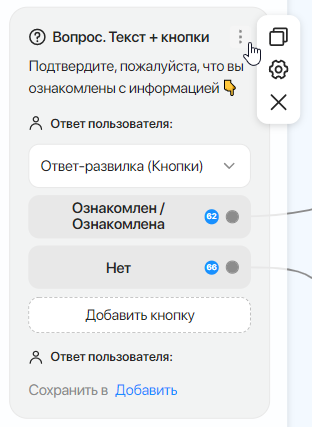 Вопрос. Текст + кнопки
Подтвердите, пожалуйста, что вы
ознакомлены с информацией 👇
Ответ пользователя:
Ответ-развилка (Кнопки)
Ознакомлен /
Ознакомлена
62
Нет
66
Добавить кнопку
Ответ пользователя:
Сохранить в Добавить